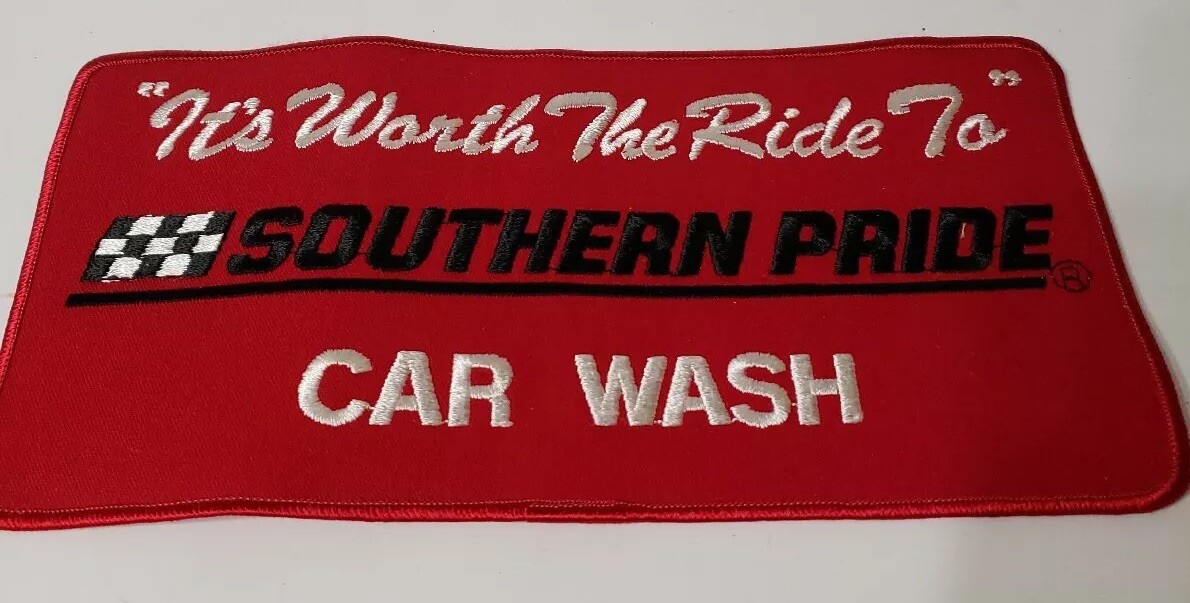 "It's Worth The Ride To"
SOUTHERN PRIDE®
CAR WASH